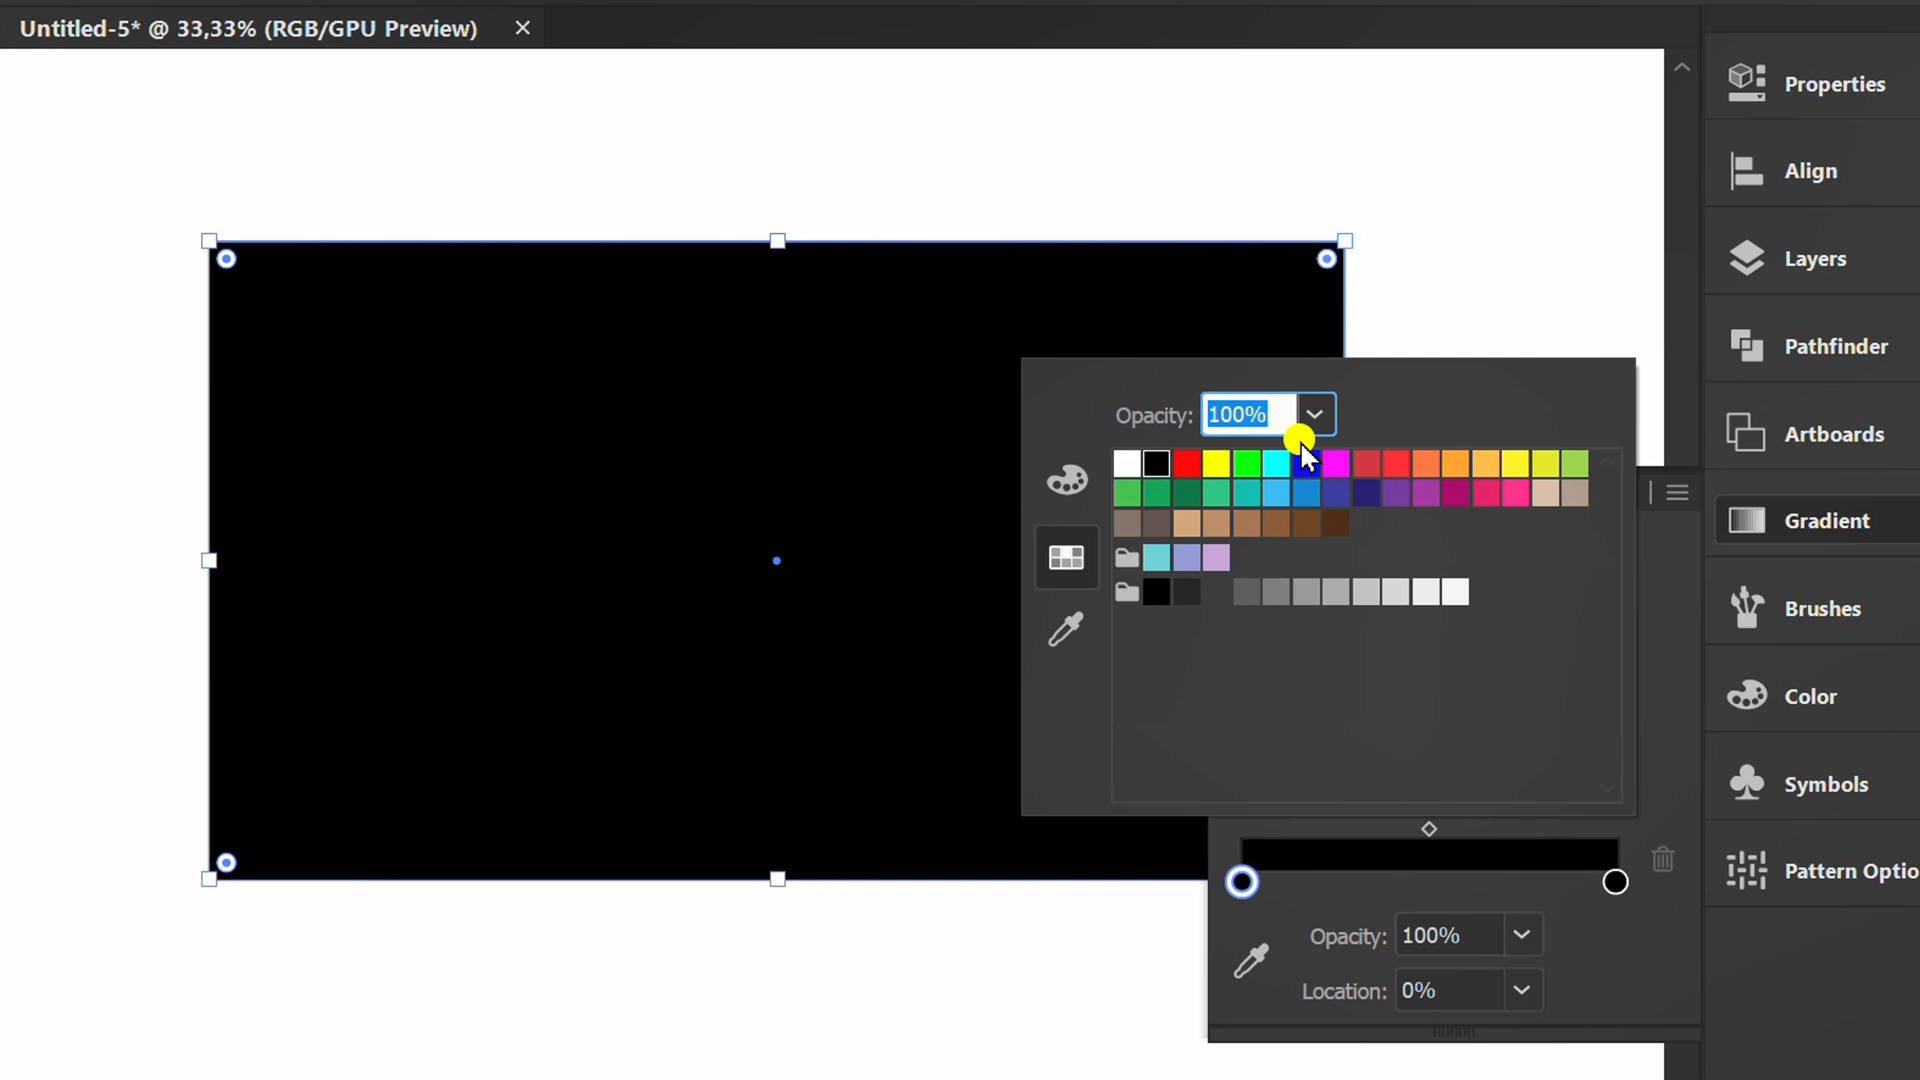 Untitled-5* @ 33,33% (RGB/GPU Preview)
Properties
Align
Layers
Pathfinder
Artboards
Gradient
Brushes
Color
Symbols
Pattern Optio
Opacity: 100%
Opacity: 100%
Location: 0%